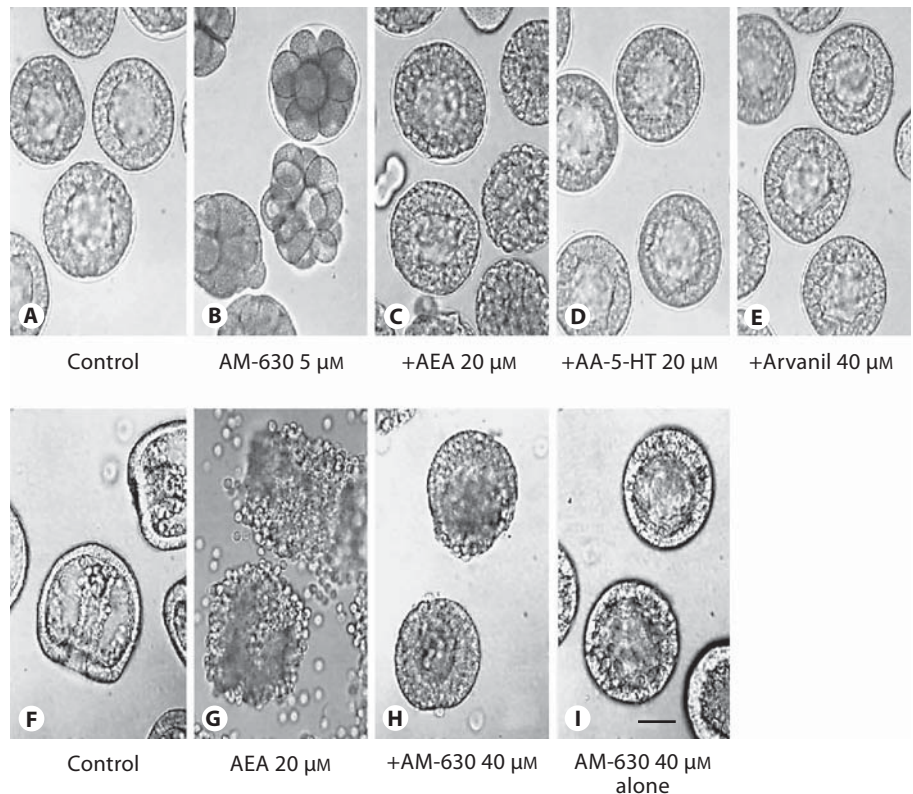 A B C D E
Control AM-630 5 µM +AEA 20 µM +AA-5-HT 20 µM +Arvanil 40 µM
F G H I
Control AEA 20 µM +AM-630 40 µM AM-630 40 µM
alone